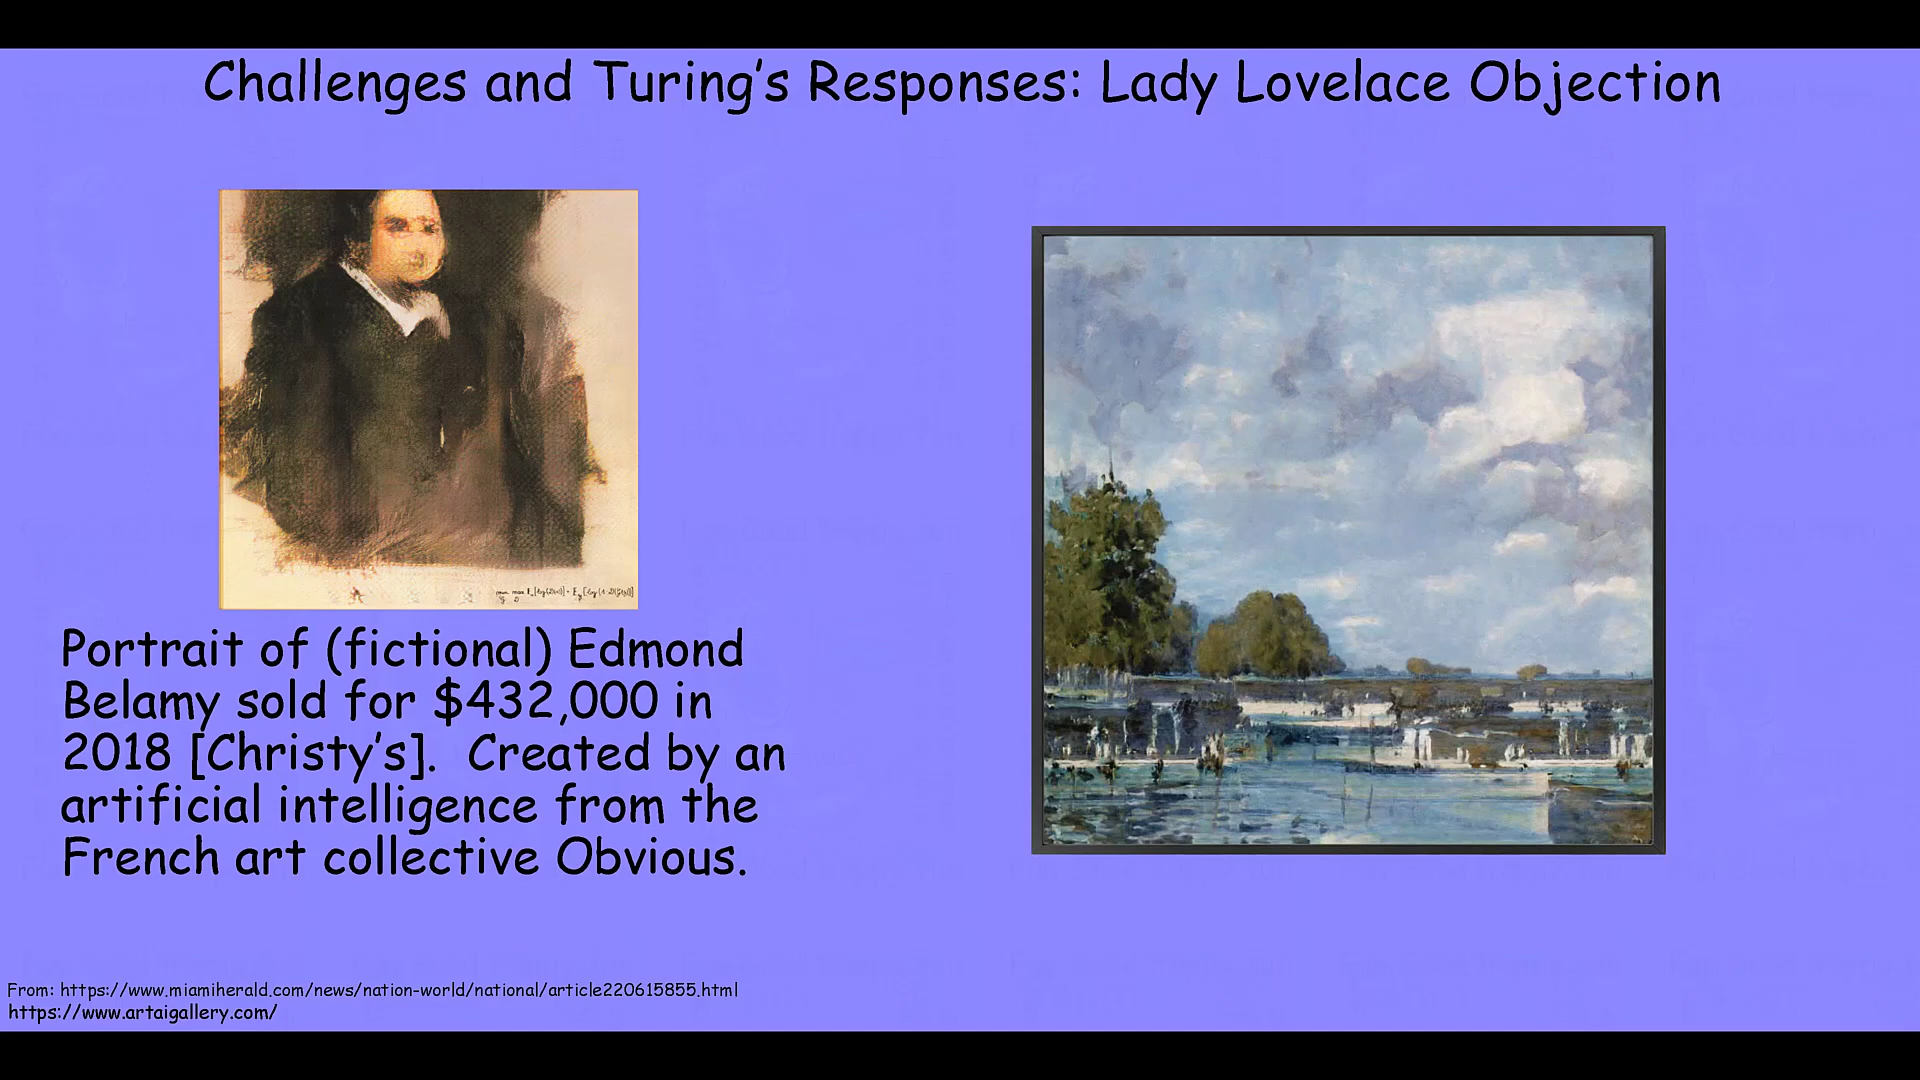 Challenges and Turing's Responses: Lady Lovelace Objection
Portrait of (fictional) Edmond
Belamy sold for $432,000 in
2018 [Christy's].  Created by an
artificial intelligence from the
French art collective Obvious.
From: https://www.miamiherald.com/news/nation-world/national/article220615855.html
https://www.artaigallery.com/